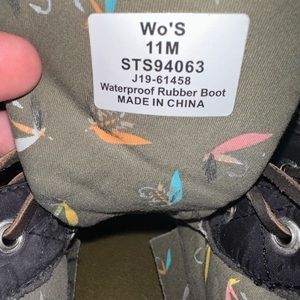 Wo'S
11M
STS94063
J19-61458
Waterproof Rubber Boot
MADE IN CHINA